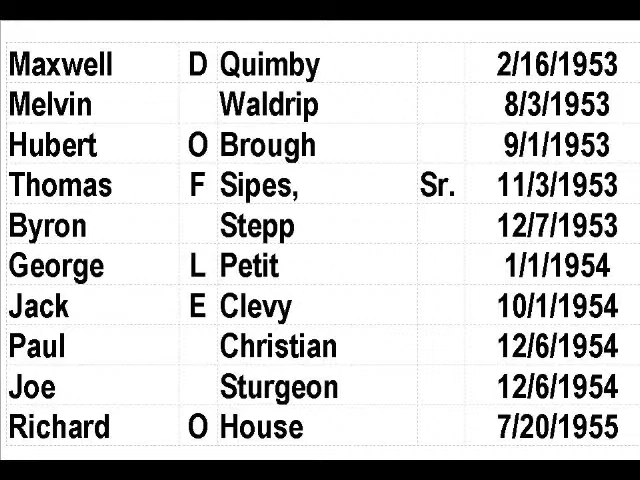 Maxwell D Quimby 2/16/1953
Melvin Waldrip 8/3/1953
Hubert O Brough 9/1/1953
Thomas F Sipes, Sr. 11/3/1953
Byron Stepp 12/7/1953
George L Petit 1/1/1954
Jack E Clevy 10/1/1954
Paul Christian 12/6/1954
Joe Sturgeon 12/6/1954
Richard O House 7/20/1955